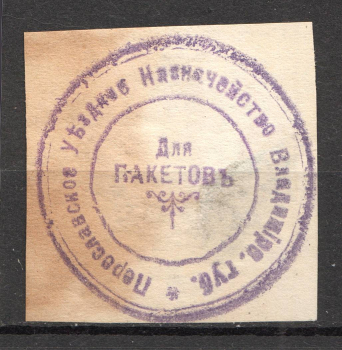 Переславское Уѣздное Казначейство Владимiр. губ. *
Для
ПАКЕТОВЪ